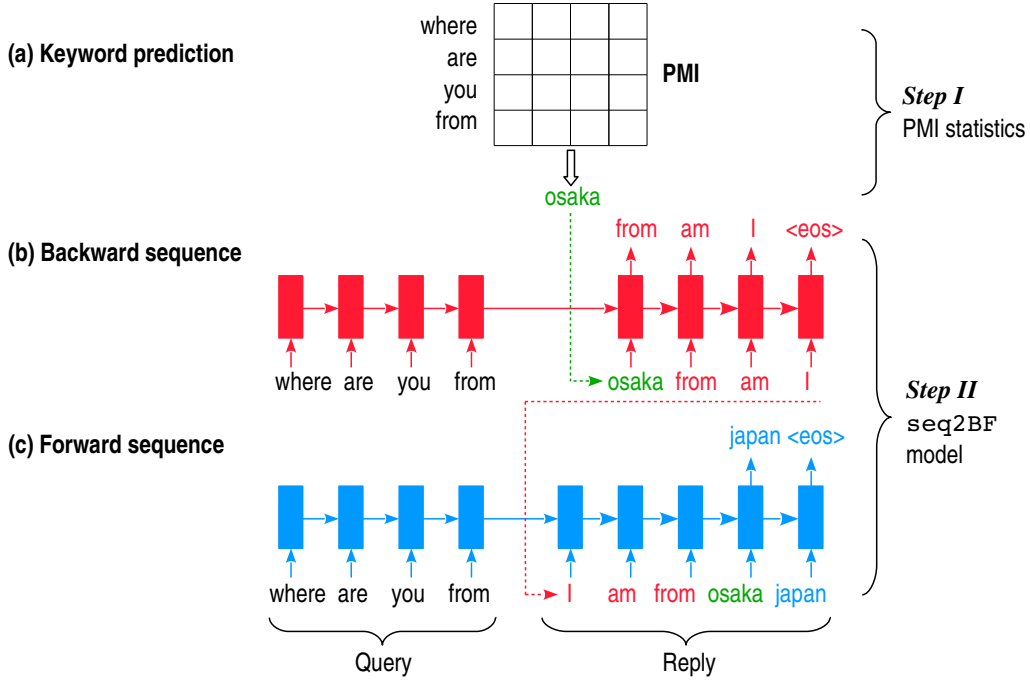 (a) Keyword prediction
where
are
you
from
PMI
Step I
PMI statistics
osaka
(b) Backward sequence
from am I <eos>
where are you from osaka from am I
Step II
seq2BF
model
(c) Forward sequence
japan <eos>
where are you from I am from osaka japan
Query Reply